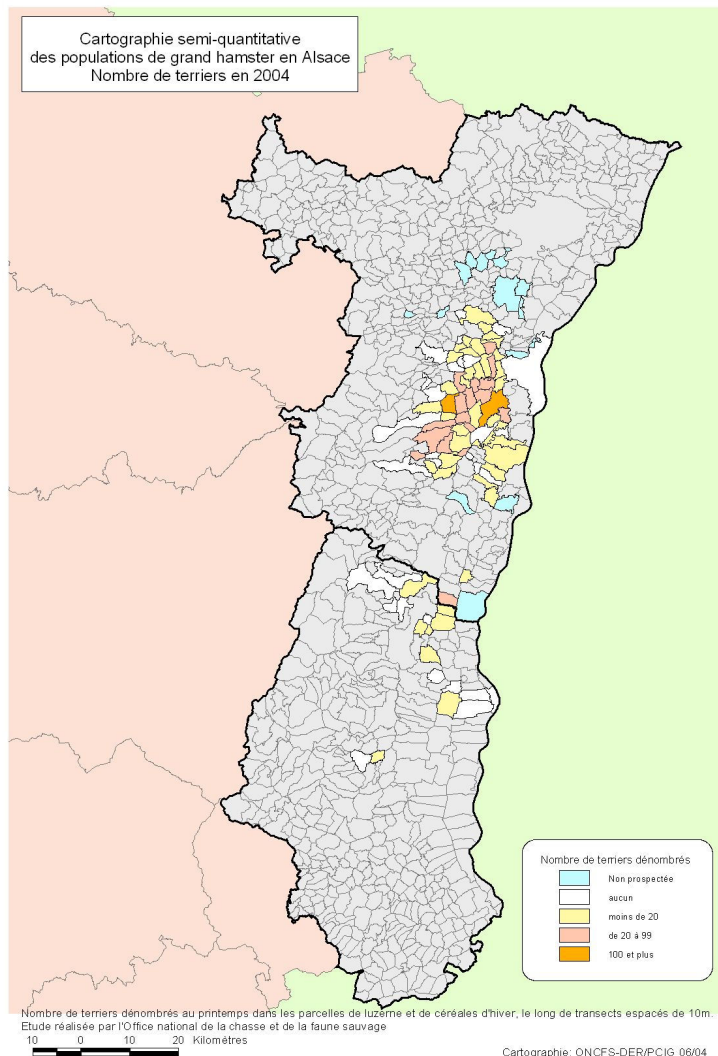 Cartographie semi-quantitative
des populations de grand hamster en Alsace
Nombre de terriers en 2004
Nombre de terriers dénombrés
Non prospectée
aucun
moins de 20
de 20 à 99
100 et plus
Nombre de terriers dénombrés au printemps dans les parcelles de luzerne et de céréales d'hiver, le long de transects espacés de 10m.
Etude réalisée par l'Office national de la chasse et de la faune sauvage
10 0 10 20 Kilomètres
Cartographie: ONCFS-DER/PCIG 06/04